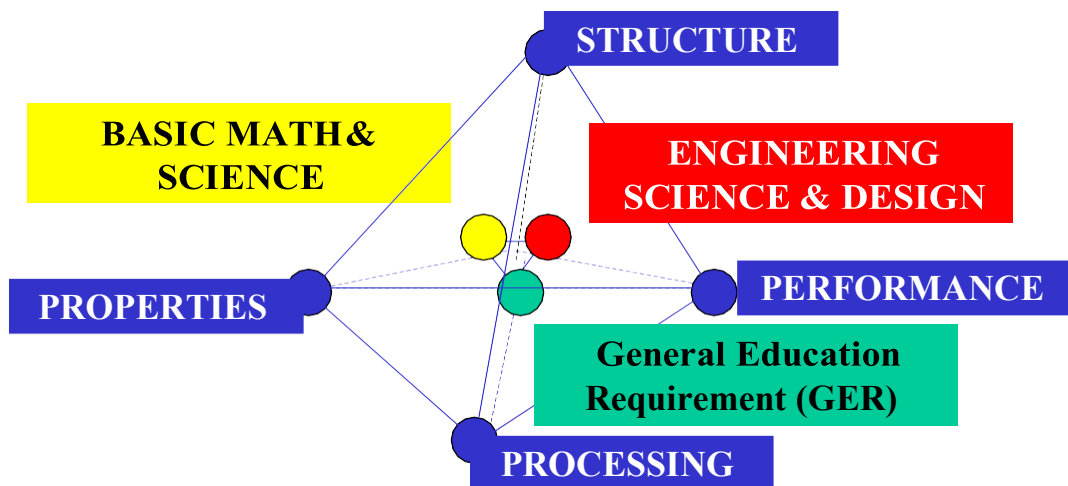 STRUCTURE
BASIC MATH &
SCIENCE
ENGINEERING
SCIENCE & DESIGN
PROPERTIES
PERFORMANCE
General Education
Requirement (GER)
PROCESSING